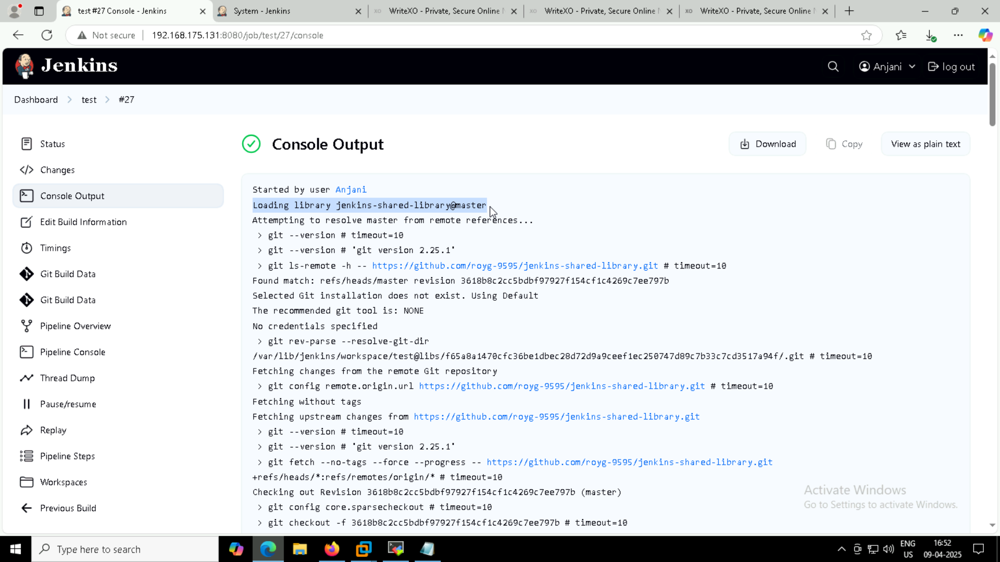 test #27 Console - Jenkins
System - Jenkins
WriteXO - Private, Secure Online
WriteXO - Private, Secure Online
WriteXO - Private, Secure Online
Not secure
192.168.175.131:8080/job/test/27/console
Jenkins
Anjani
log out
Dashboard
test
#27
Status
Changes
Console Output
Edit Build Information
Timings
Git Build Data
Git Build Data
Pipeline Overview
Pipeline Console
Thread Dump
Pause/resume
Replay
Pipeline Steps
Workspaces
Previous Build
Console Output
Download
Copy
View as plain text
Started by user Anjani
Loading library jenkins-shared-library@master
Attempting to resolve master from remote references...
> git --version # timeout=10
> git --version # 'git version 2.25.1'
> git ls-remote -h -- https://github.com/royg-9595/jenkins-shared-library.git # timeout=10
Found match: refs/heads/master revision 3618b8c2cc5bdbf97927f154cf1c4269c7ee797b
Selected Git installation does not exist. Using Default
The recommended git tool is: NONE
No credentials specified
> git rev-parse --resolve-git-dir
/var/lib/jenkins/workspace/test@libs/f65a8a1470cfc36be1dbec28d72d9a9ceef1ec250747d89c7b33c7cd3517a94f/.git # timeout=10
Fetching changes from the remote Git repository
> git config remote.origin.url https://github.com/royg-9595/jenkins-shared-library.git # timeout=10
Fetching without tags
Fetching upstream changes from https://github.com/royg-9595/jenkins-shared-library.git
> git --version # timeout=10
> git --version # 'git version 2.25.1'
> git fetch --no-tags --force --progress -- https://github.com/royg-9595/jenkins-shared-library.git
+refs/heads/*:refs/remotes/origin/* # timeout=10
Checking out Revision 3618b8c2cc5bdbf97927f154cf1c4269c7ee797b (master)
> git config core.sparsecheckout # timeout=10
> git checkout -f 3618b8c2cc5bdbf97927f154cf1c4269c7ee797b # timeout=10
Activate Windows
Go to Settings to activate Windows.
Type here to search
ENG
US
16:52
09-04-2025